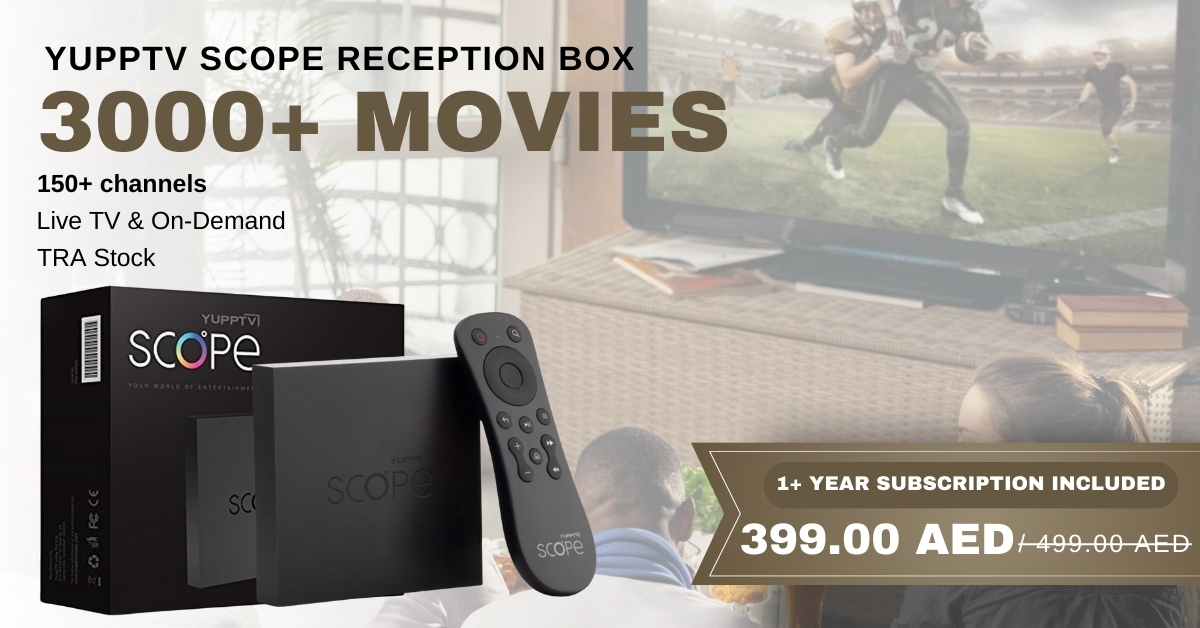 YUPPTV SCOPE RECEPTION BOX
3000+ MOVIES
150+ channels
Live TV & On-Demand
TRA Stock
YUPPTV
SCOPE
YOUR WORLD OF ENTERTAINMEN
YUPPTV
SCOPE
YUPPTV
SCOPE
1+ YEAR SUBSCRIPTION INCLUDED
399.00 AED / 499.00 AED